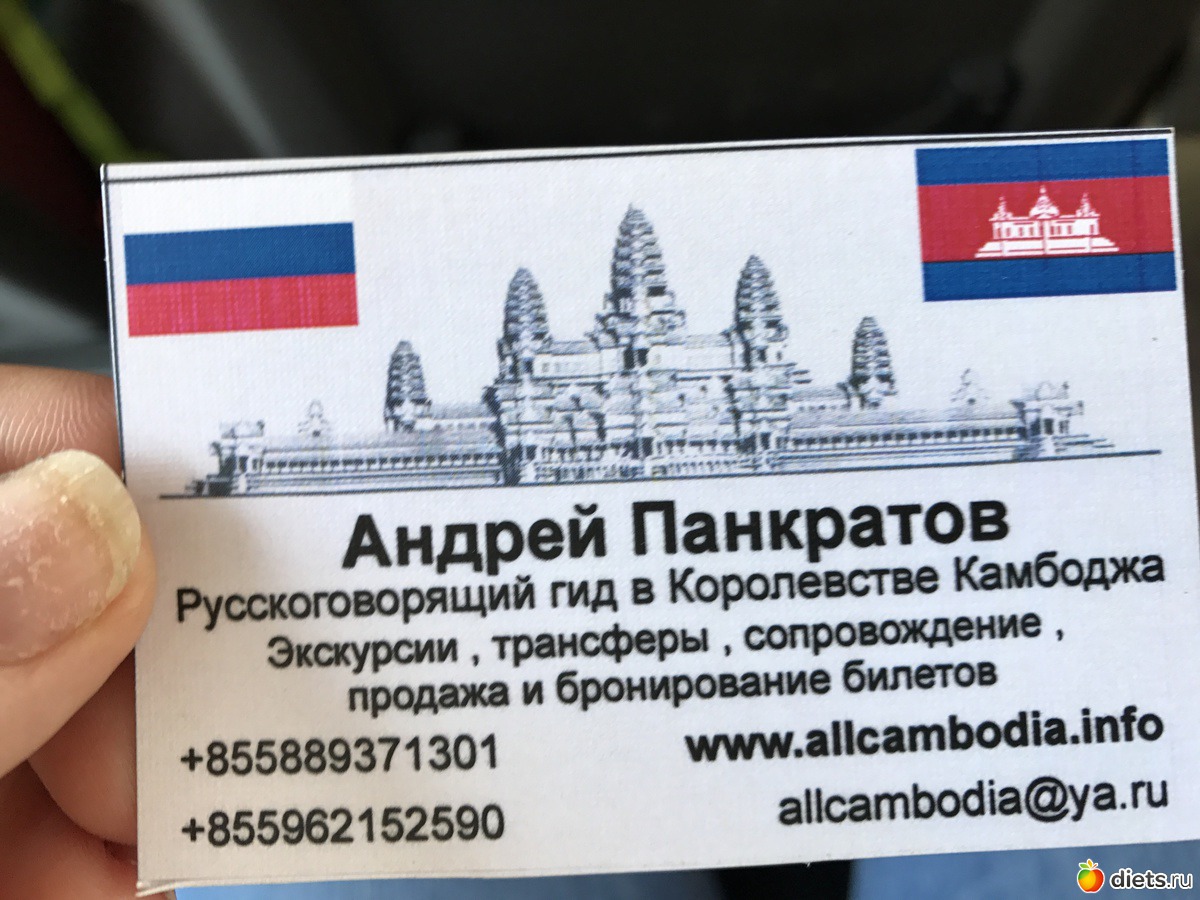 Андрей Панкратов
Русскоговорящий гид в Королевстве Камбоджа
Экскурсии , трансферы , сопровождение ,
продажа и бронирование билетов
+855889371301
www.allcambodia.info
+855962152590
allcambodia@ya.ru
diets.ru